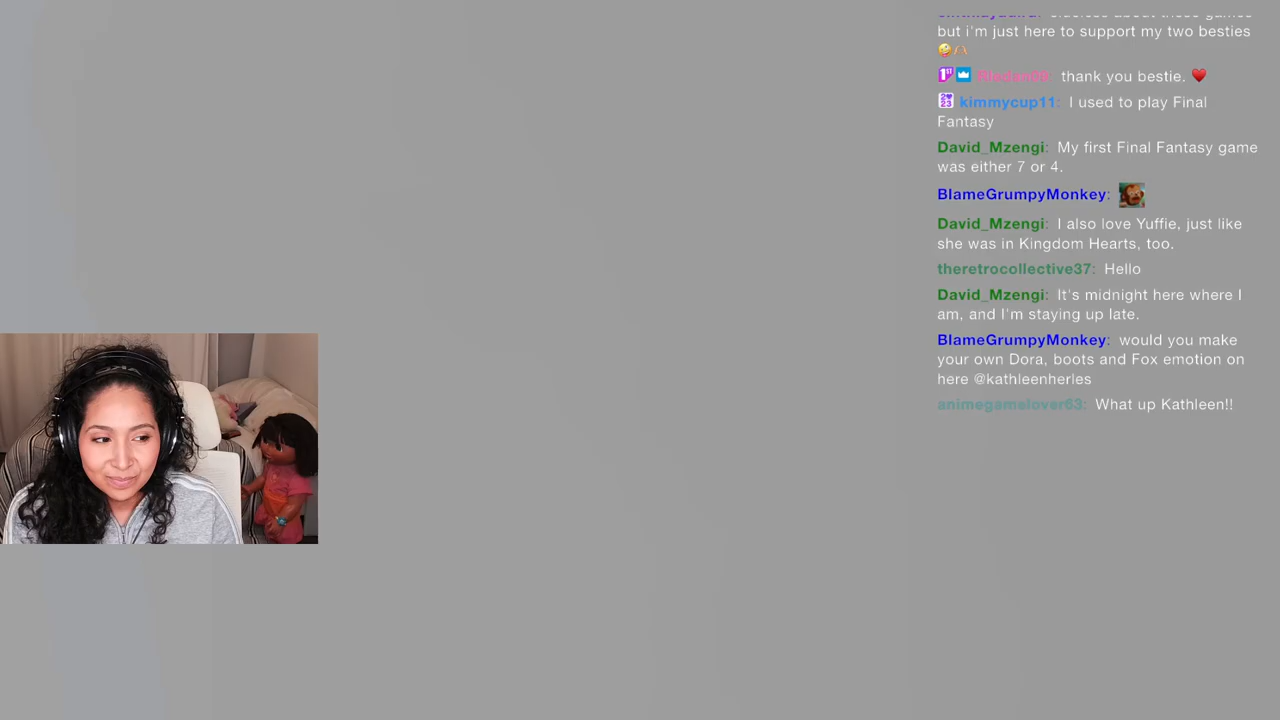 but i'm just here to support my two besties
thank you bestie.
kimmycup11: I used to play Final
Fantasy
David_Mzengi: My first Final Fantasy game
was either 7 or 4.
BlameGrumpyMonkey:
David_Mzengi: I also love Yuffie, just like
she was in Kingdom Hearts, too.
theretrocollective37: Hello
David_Mzengi: It's midnight here where I
am, and I'm staying up late.
BlameGrumpyMonkey: would you make
your own Dora, boots and Fox emotion on
here @kathleenherles
animegamelover63: What up Kathleen!!